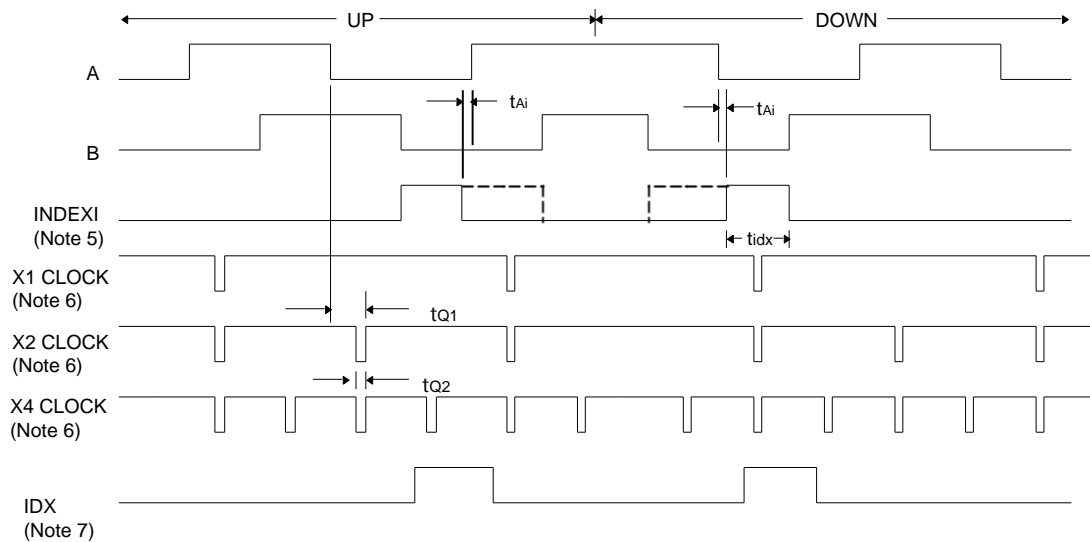 UP DOWN
A
tAi tAi
B
INDEXI
(Note 5)
tidx
X1 CLOCK
(Note 6)
tQ1
X2 CLOCK
(Note 6)
tQ2
X4 CLOCK
(Note 6)
IDX
(Note 7)